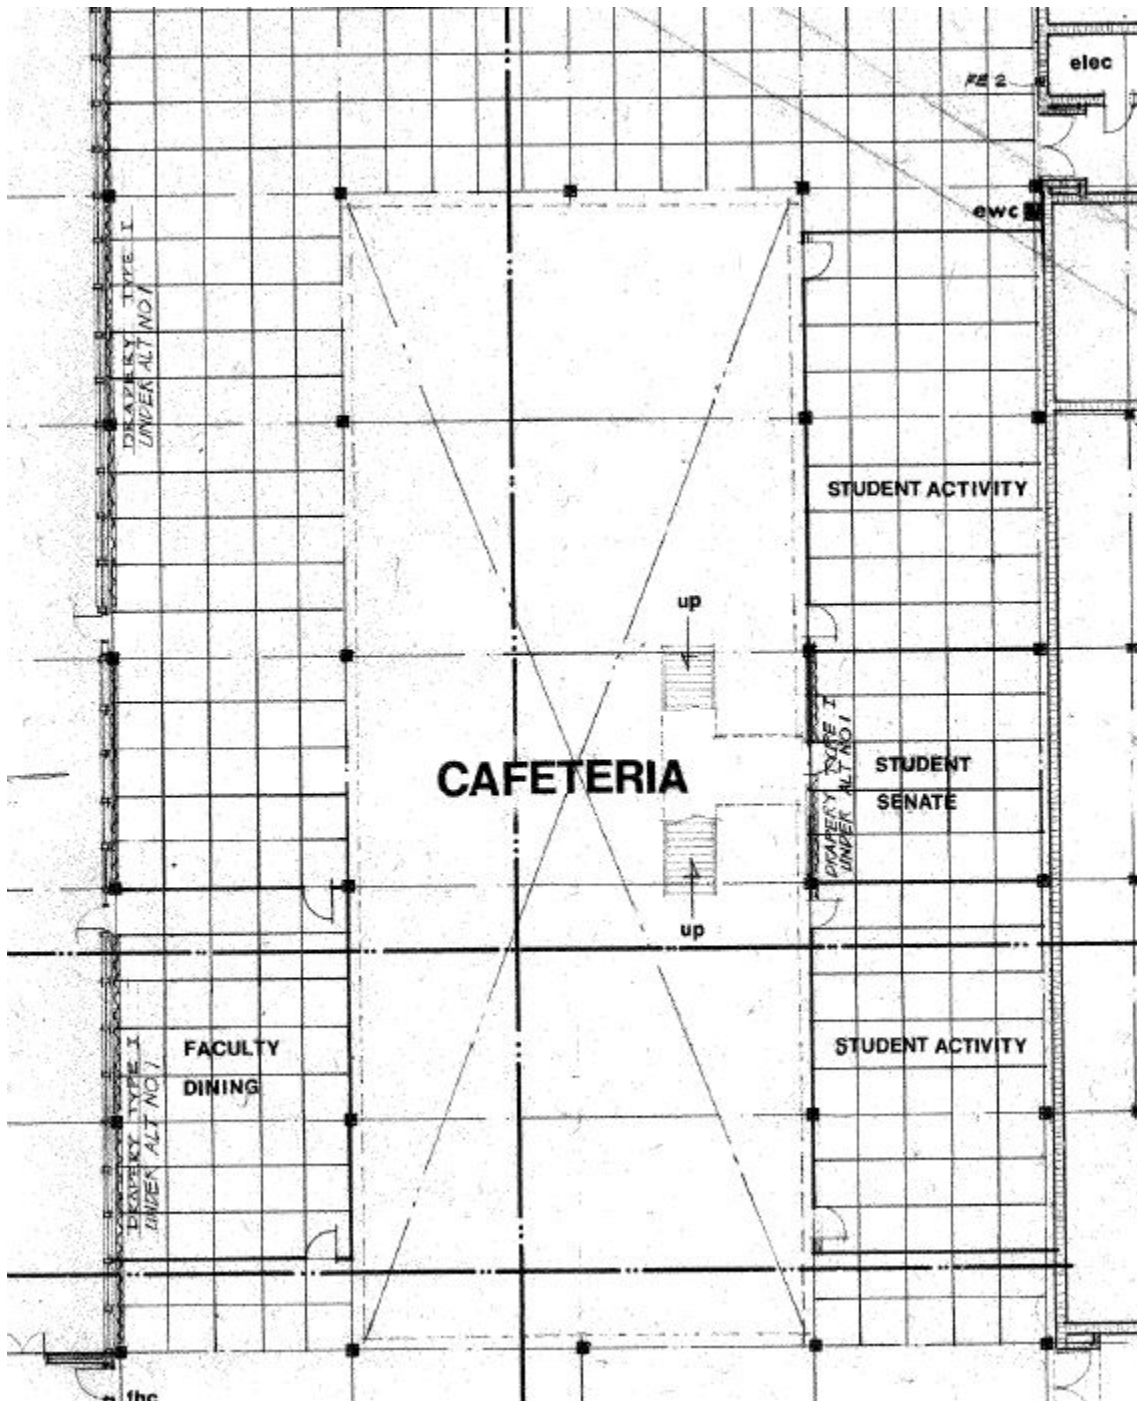 elec
FE 2
ewc
DRAPERY TYPE I
UNDER ALT NO 1
STUDENT ACTIVITY
up
CAFETERIA
DRAPERY TYPE I
UNDER ALT NO 1
STUDENT
SENATE
up
FACULTY
DINING
STUDENT ACTIVITY
DRAPERY TYPE I
UNDER ALT NO 1
fhc